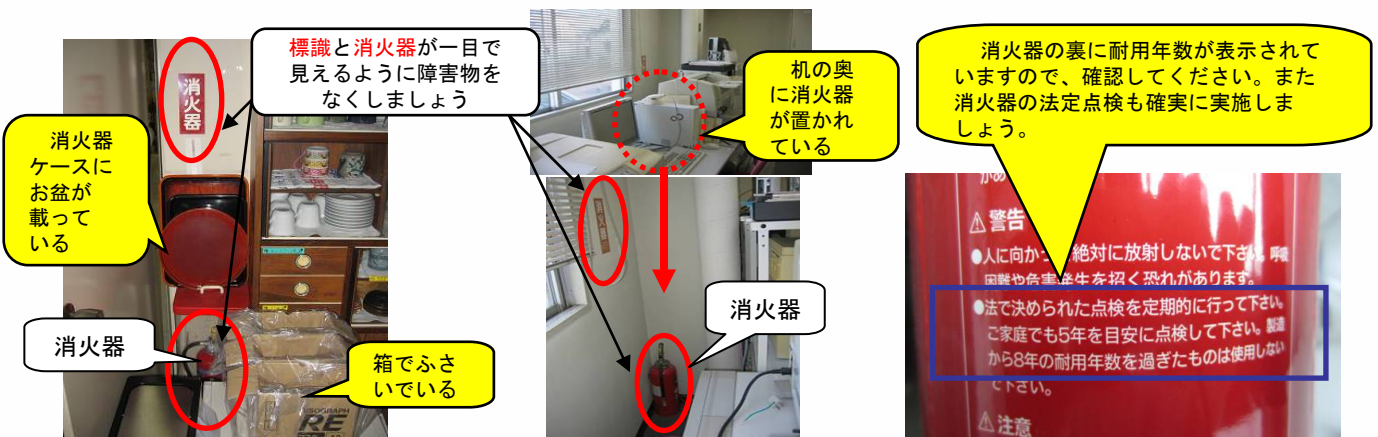 標識と消火器が一目で
見えるように障害物を
なくしましょう
消火器
消火器
ケースに
お盆が
載って
いる
消火器
箱でふさ
いでいる
RISOGRAPH
RE
机の奥
に消火器
が置かれ
ている
消火器
消火器
消火器の裏に耐用年数が表示されて
いますので、確認してください。また
消火器の法定点検も確実に実施しま
しょう。
⚠警告
●人に向かっ 絶対に放射しないで下さい。呼吸
困難や危害発生を招く恐れがあります。
●法で決められた点検を定期的に行って下さい。
ご家庭でも5年を目安に点検して下さい。製造
から8年の耐用年数を過ぎたものは使用しない
で下さい。
⚠注意